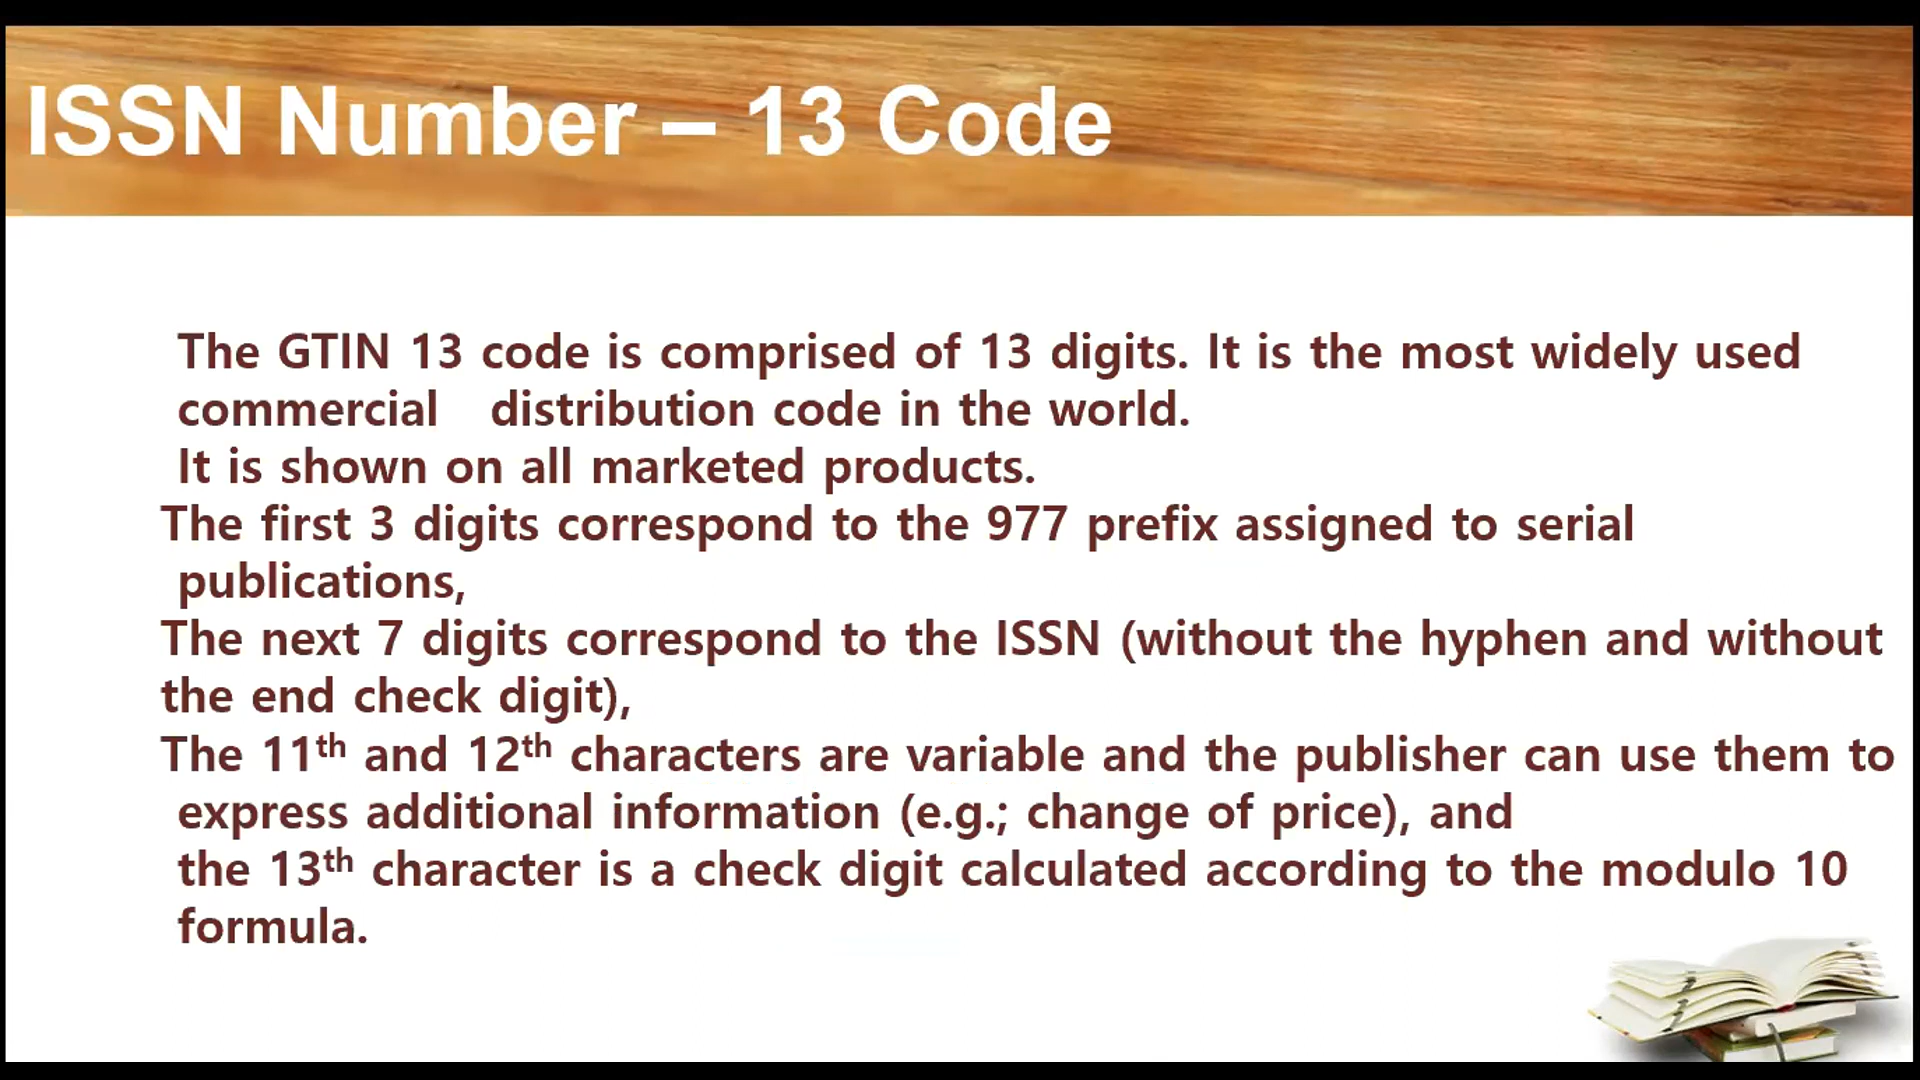 ISSN Number – 13 Code
The GTIN 13 code is comprised of 13 digits. It is the most widely used
commercial distribution code in the world.
It is shown on all marketed products.
The first 3 digits correspond to the 977 prefix assigned to serial
publications,
The next 7 digits correspond to the ISSN (without the hyphen and without
the end check digit),
The 11th and 12th characters are variable and the publisher can use them to
express additional information (e.g.; change of price), and
the 13th character is a check digit calculated according to the modulo 10
formula.